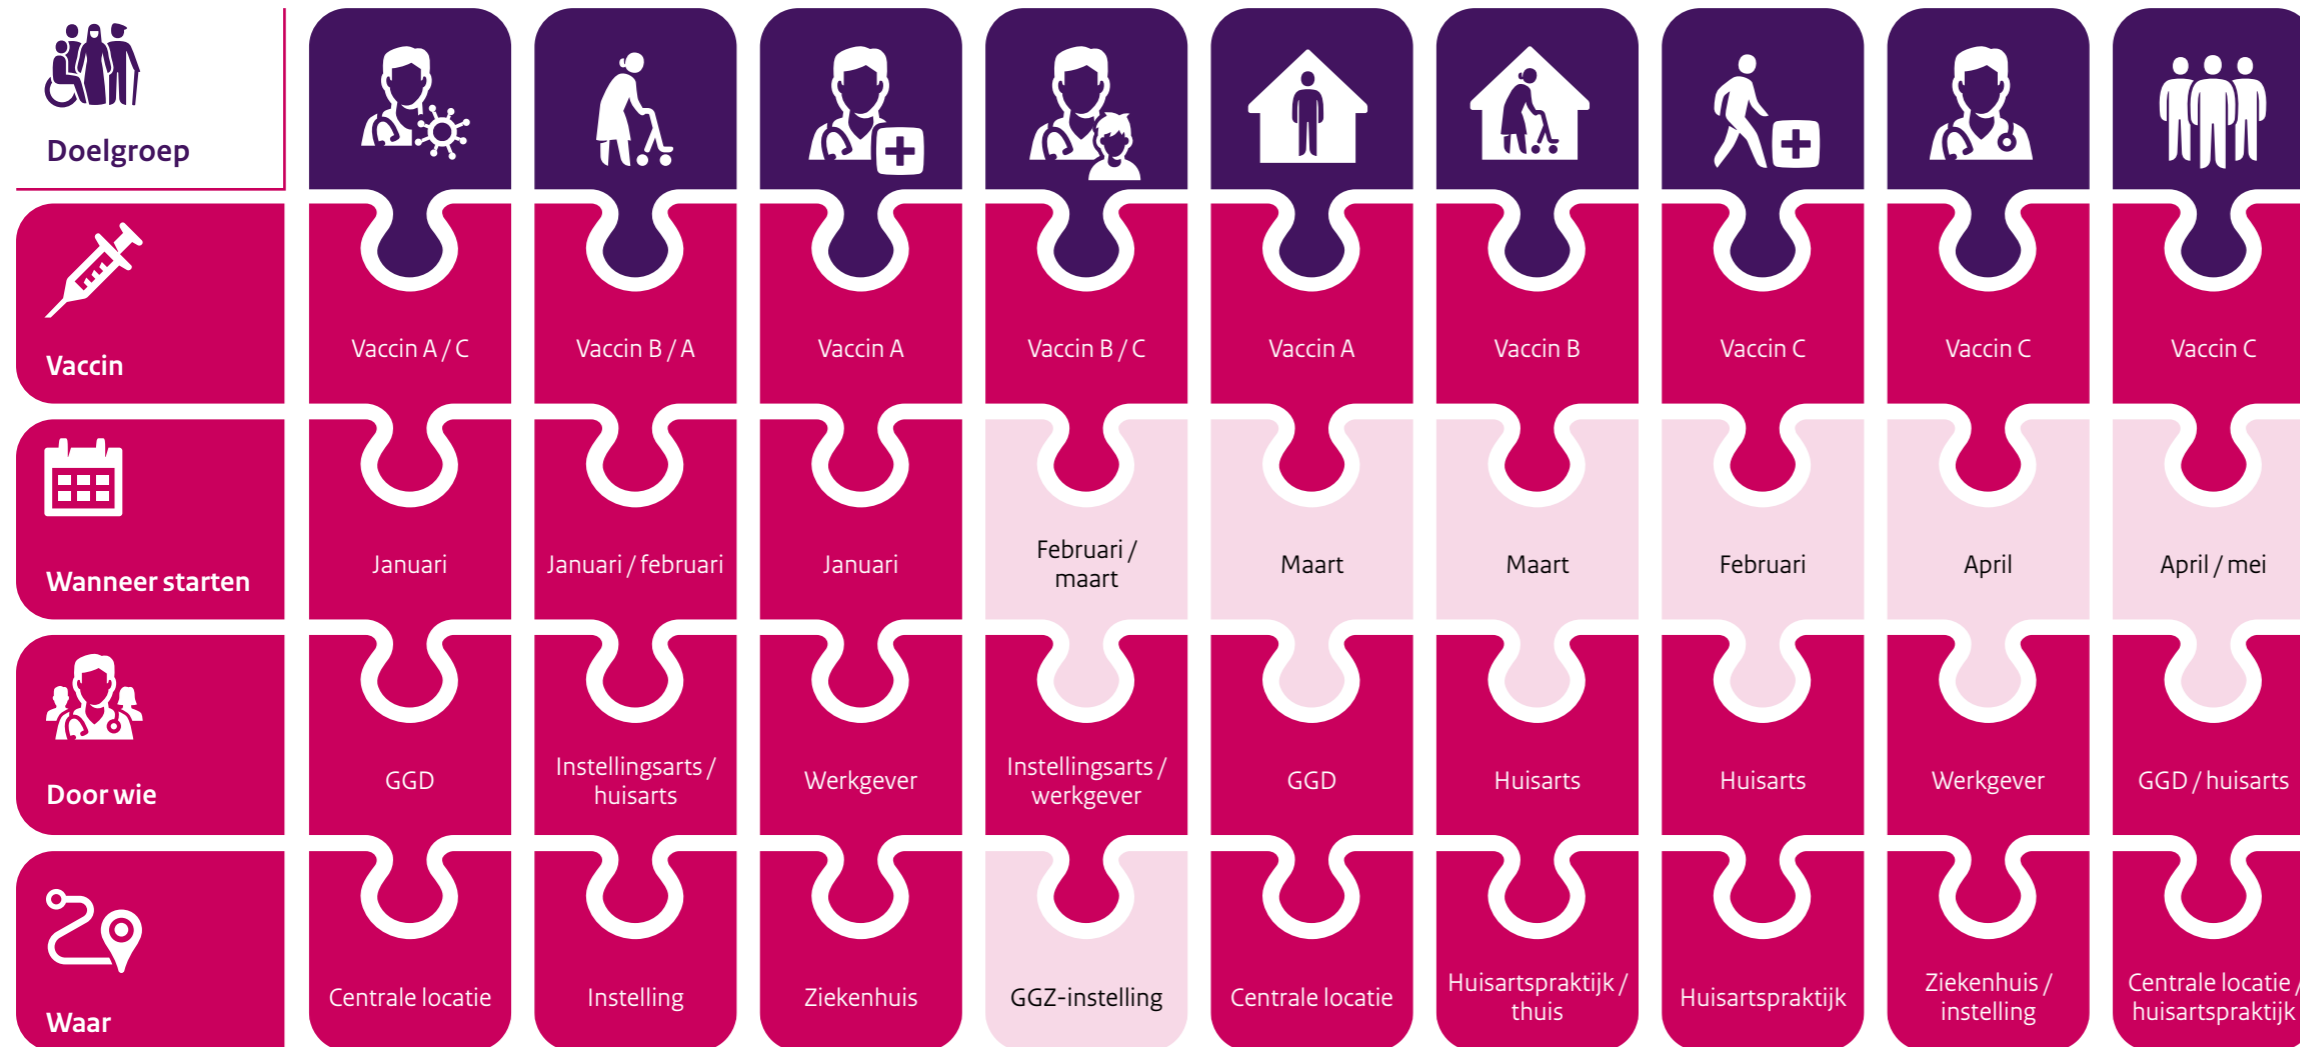 Doelgroep
Vaccin
Vaccin A / C
Vaccin B / A
Vaccin A
Vaccin B / C
Vaccin A
Vaccin B
Vaccin C
Vaccin C
Vaccin C
Wanneer starten
Januari
Januari / februari
Januari
Februari /
maart
Maart
Maart
Februari
April
April / mei
Door wie
GGD
Instellingsarts /
huisarts
Werkgever
Instellingsarts /
werkgever
GGD
Huisarts
Huisarts
Werkgever
GGD / huisarts
Waar
Centrale locatie
Instelling
Ziekenhuis
GGZ-instelling
Centrale locatie
Huisartspraktijk /
thuis
Huisartspraktijk
Ziekenhuis /
instelling
Centrale locatie /
huisartspraktijk